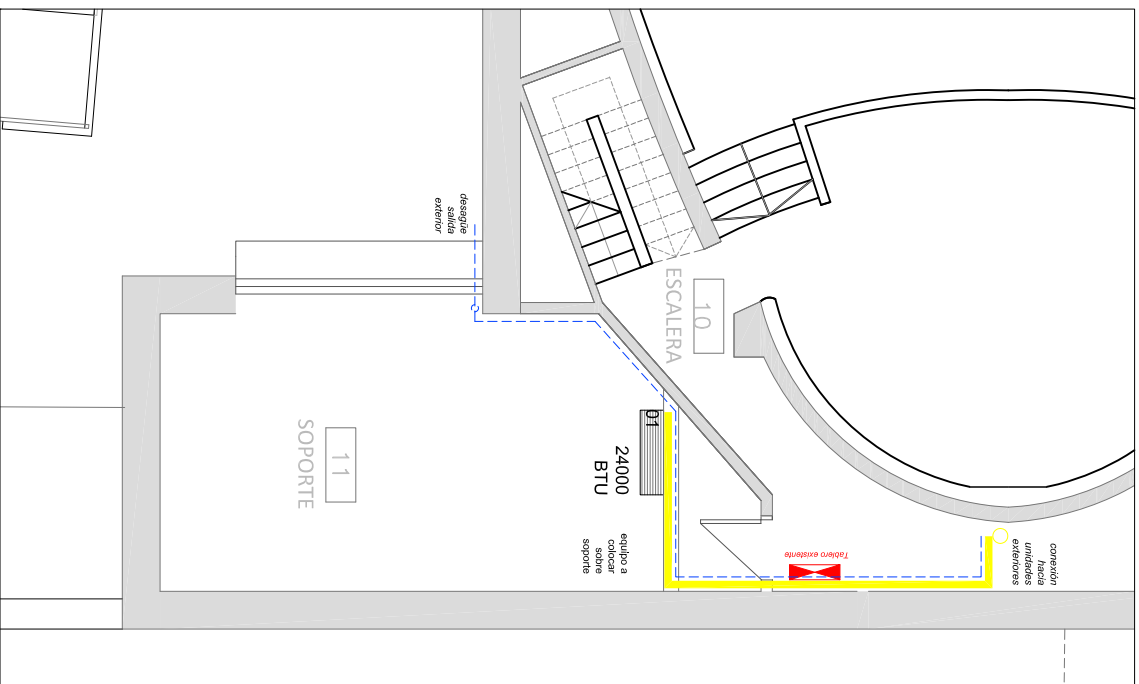 desagüe
salida
exterior
10
ESCALERA
11
SOPORTE
01
24000
BTU
equipo a
colocar
sobre
soporte
Tablero existente
conexión
hacia
unidades
exteriores